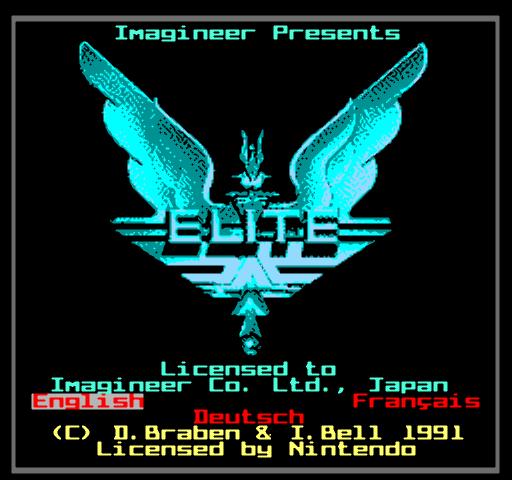 Imagineer Presents
ELITE
Licensed to
Imagineer Co. Ltd., Japan
English Français
Deutsch
(C) D.Braben & I.Bell 1991
Licensed by Nintendo